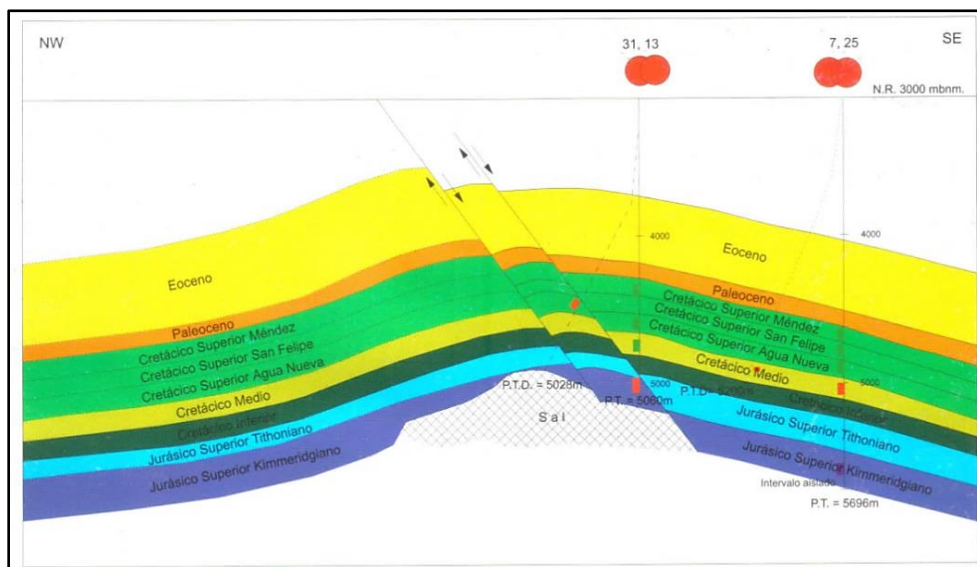 NW
31, 13
7, 25
SE
N.R. 3000 mbnm.
4000
4000
Eoceno
Eoceno
Paleoceno
Cretácico Superior Méndez
Cretácico Superior San Felipe
Cretácico Superior Agua Nueva
Cretácico Medio
Cretácico Inferior
Jurásico Superior Tithoniano
Jurásico Superior Kimmeridgiano
Paleoceno
Cretácico Superior Méndez
Cretácico Superior San Felipe
Cretácico Superior Agua Nueva
Cretácico Medio
Cretácico Inferior
Jurásico Superior Tithoniano
Jurásico Superior Kimmeridgiano
P.T.D. = 5028m
5000
P.T. = 5060m
P.T.D= 5200m
5000
Sal
Intervalo aislado
P.T. = 5696m